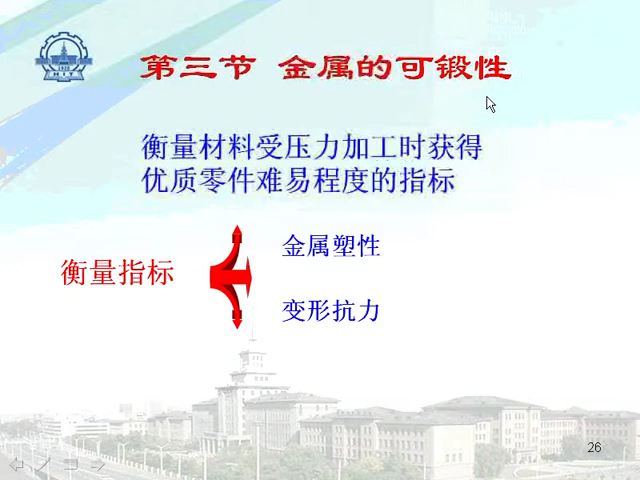 第三节 金属的可锻性
衡量材料受压力加工时获得
优质零件难易程度的指标
金属塑性
衡量指标
变形抗力
26
HIT